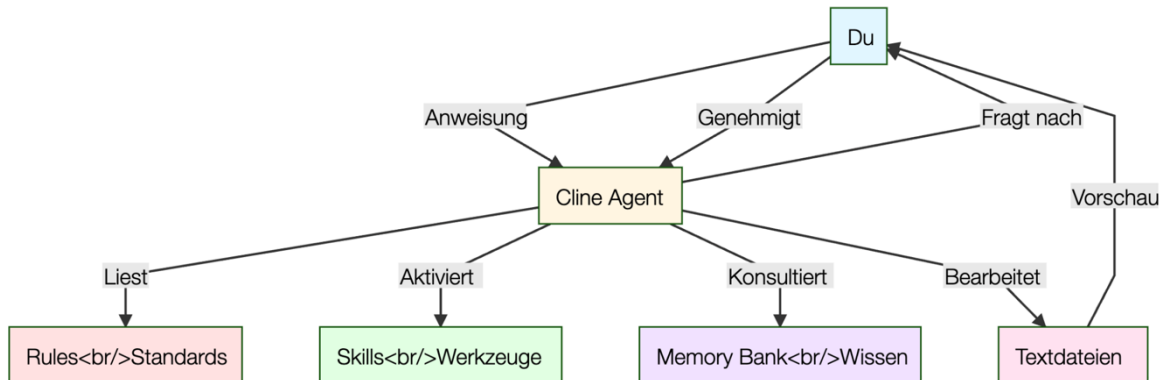 Du
Anweisung
Genehmigt
Fragt nach
Cline Agent
Vorschau
Liest
Aktiviert
Konsultiert
Bearbeitet
Rules<br/>Standards
Skills<br/>Werkzeuge
Memory Bank<br/>Wissen
Textdateien